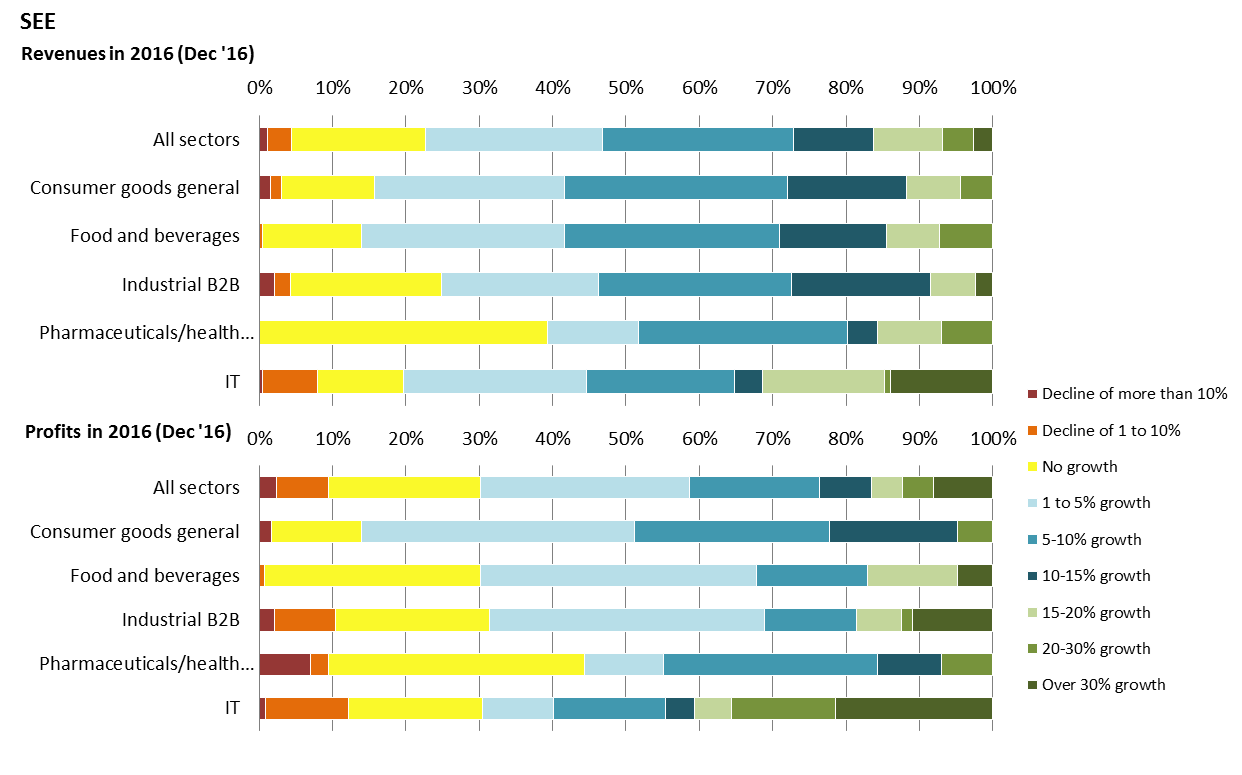 SEE
Revenues in 2016 (Dec '16)
0% 10% 20% 30% 40% 50% 60% 70% 80% 90% 100%
All sectors
Consumer goods general
Food and beverages
Industrial B2B
Pharmaceuticals/health...
IT
Profits in 2016 (Dec '16)
0% 10% 20% 30% 40% 50% 60% 70% 80% 90% 100%
All sectors
Consumer goods general
Food and beverages
Industrial B2B
Pharmaceuticals/health...
IT
Decline of more than 10%
Decline of 1 to 10%
No growth
1 to 5% growth
5-10% growth
10-15% growth
15-20% growth
20-30% growth
Over 30% growth